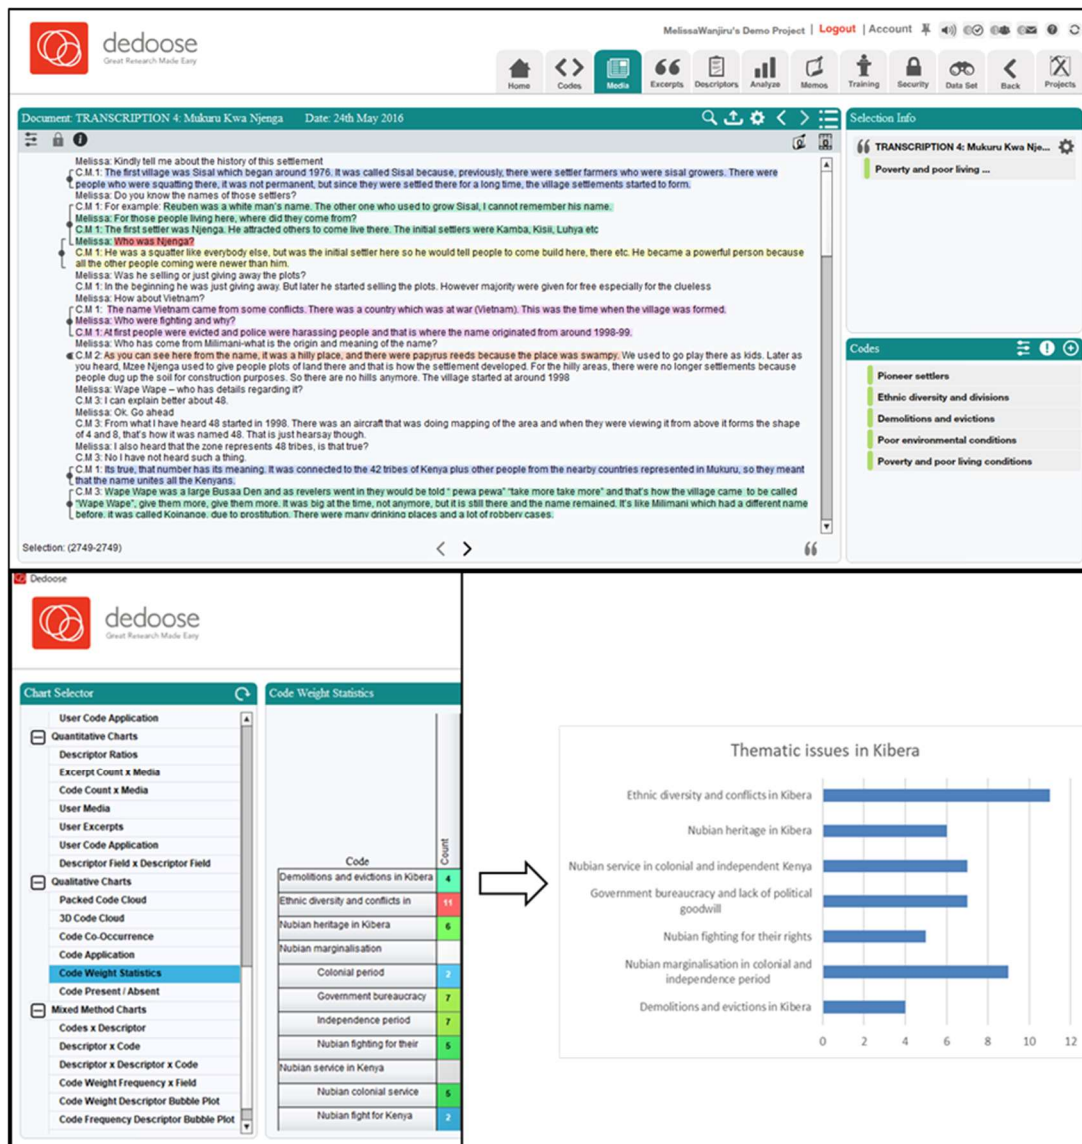 dedoose
Great Research Made Easy
MelissaWanjiru's Demo Project | Logout | Account
Home
Codes
Media
Excerpts
Descriptors
Analyze
Memos
Training
Security
Data Set
Back
Projects
Document: TRANSCRIPTION 4: Mukuru Kwa Njenga Date: 24th May 2016
Melissa: Kindly tell me about the history of this settlement
C.M.1: The first village was Sisal which began around 1976. It was called Sisal because, previously, there were settler farmers who were sisal growers. There were
people who were squatting there, it was not permanent, but since they were settled there for a long time, the village settlements started to form.
Melissa: Do you know the names of those settlers?
C.M 1: For example: Reuben was a white man's name. The other one who used to grow Sisal, I cannot remember his name.
Melissa: For those people living here, where did they come from?
C.M 1: The first settler was Njenga. He attracted others to come live there. The initial settlers were Kamba, Kisii, Luhya etc
Melissa: Who was Njenga?
C.M 1: He was a squatter like everybody else, but was the initial settler here so he would tell people to come build here, there etc. He became a powerful person because
all the other people coming were newer than him.
Melissa: Was he selling or just giving away the plots?
C.M 1: In the beginning he was just giving away. But later he started selling the plots. However majority were given for free especially for the clueless
Melissa: How about Vietnam?
C.M 1: The name Vietnam came from some conflicts. There was a country which was at war (Vietnam). This was the time when the village was formed.
Melissa: Who were fighting and why?
C.M 1: At first people were evicted and police were harassing people and that is where the name originated from around 1998-99.
Melissa: Who has come from Milimani-what is the origin and meaning of the name?
C.M 2: As you can see here from the name, it was a hilly place, and there were papyrus reeds because the place was swampy. We used to go play there as kids. Later as
you heard, Mzee Njenga used to give people plots of land there and that is how the settlement developed. For the hilly areas, there were no longer settlements because
people dug up the soil for construction purposes. So there are no hills anymore. The village started at around 1998
Melissa: Wape Wape – who has details regarding it?
C.M 3: I can explain better about 48.
Melissa: Ok. Go ahead
C.M 3: From what I have heard 48 started in 1998. There was an aircraft that was doing mapping of the area and when they were viewing it from above it forms the shape
of 4 and 8, that's how it was named 48. That is just hearsay though.
Melissa: I also heard that the zone represents 48 tribes, is that true?
C.M 3: No I have not heard such a thing.
C.M 1: Its true, that number has its meaning. It was connected to the 42 tribes of Kenya plus other people from the nearby countries represented in Mukuru, so they meant
that the name unites all the Kenyans.
C.M 3: Wape Wape was a large Busaa Den and as revelers went in they would be told " pewa pewa" "take more take more" and that's how the village came to be called
"Wape Wape", give them more, give them more. It was big at the time, not anymore, but it is still there and the name remained. It's like Milimani which had a different name
before, it was called Koinange, due to prostitution. There were many drinking places and a lot of robbery cases.
Selection: (2749-2749)
Selection Info
TRANSCRIPTION 4: Mukuru Kwa Nje...
Poverty and poor living ...
Codes
Pioneer settlers
Ethnic diversity and divisions
Demolitions and evictions
Poor environmental conditions
Poverty and poor living conditions
Dedoose
dedoose
Great Research Made Easy
Chart Selector
User Code Application
Quantitative Charts
Descriptor Ratios
Excerpt Count x Media
Code Count x Media
User Media
User Excerpts
User Code Application
Descriptor Field x Descriptor Field
Qualitative Charts
Packed Code Cloud
3D Code Cloud
Code Co-Occurrence
Code Application
Code Weight Statistics
Code Present / Absent
Mixed Method Charts
Codes x Descriptor
Descriptor x Code
Descriptor x Descriptor x Code
Code Weight Frequency x Field
Code Weight Descriptor Bubble Plot
Code Frequency Descriptor Bubble Plot
Code Weight Statistics
Code Count
Demolitions and evictions in Kibera 4
Ethnic diversity and conflicts in 11
Nubian heritage in Kibera 6
Nubian marginalisation
Colonial period 2
Government bureaucracy 7
Independence period 7
Nubian fighting for their 5
Nubian service in Kenya
Nubian colonial service 5
Nubian fight for Kenya 2
Thematic issues in Kibera
Ethnic diversity and conflicts in Kibera
Nubian heritage in Kibera
Nubian service in colonial and independent Kenya
Government bureaucracy and lack of political
goodwill
Nubian fighting for their rights
Nubian marginalisation in colonial and
independence period
Demolitions and evictions in Kibera
0 2 4 6 8 10 12